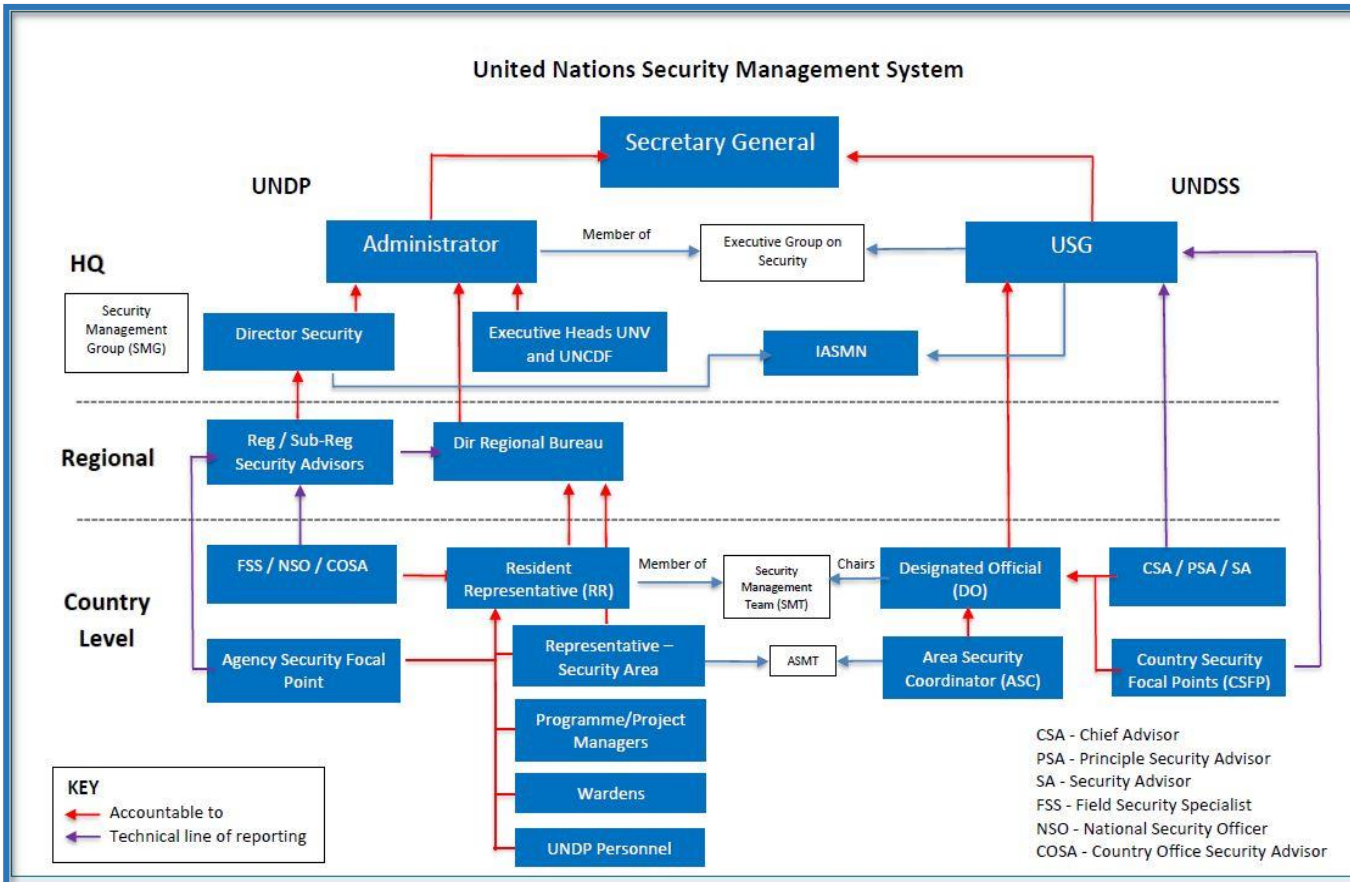 United Nations Security Management System
Secretary General
UNDP
UNDSS
Administrator
Member of
Executive Group on
Security
USG
HQ
Security
Management
Group (SMG)
Director Security
Executive Heads UNV
and UNCDF
IASMN
Regional
Reg / Sub-Reg
Security Advisors
Dir Regional Bureau
Country
Level
FSS / NSO / COSA
Resident
Representative (RR)
Member of
Security
Management
Team (SMT)
Chairs
Designated Official
(DO)
CSA / PSA / SA
Agency Security Focal
Point
Representative –
Security Area
ASMT
Area Security
Coordinator (ASC)
Country Security
Focal Points (CSFP)
Programme/Project
Managers
Wardens
UNDP Personnel
KEY
Accountable to
Technical line of reporting
CSA - Chief Advisor
PSA - Principle Security Advisor
SA - Security Advisor
FSS - Field Security Specialist
NSO - National Security Officer
COSA - Country Office Security Advisor